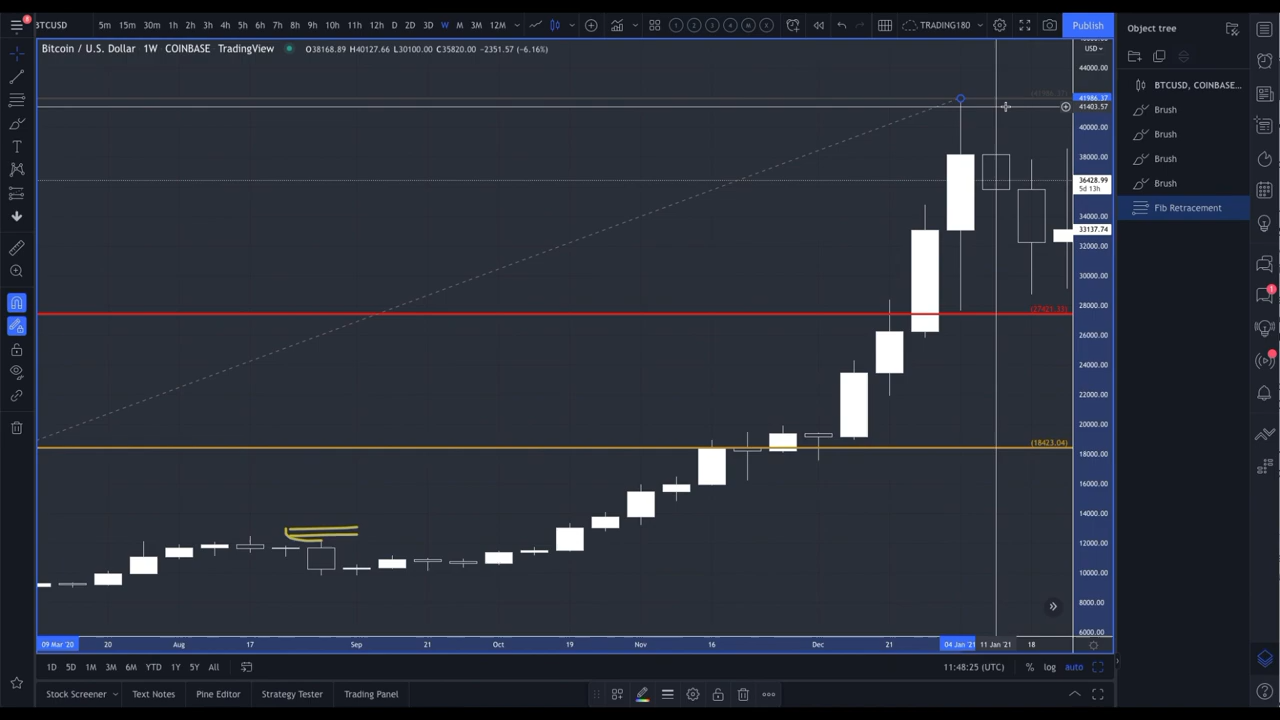 BTCUSD 5m 15m 30m 1h 2h 3h 4h 5h 6h 7h 8h 9h 10h 11h 12h D 2D 3D W M 3M 12M TRADING180 Publish
Object tree
Bitcoin / U.S. Dollar 1W COINBASE TradingView O38168.89 H40127.66 L30100.00 C35820.00 −2351.57 (−6.16%)
USD
44000.00
BTCUSD, COINBASE...
(41986.37)
41986.37
41403.57
Brush
40000.00
Brush
38000.00
Brush
36428.99
5d 13h
Brush
34000.00
Fib Retracement
33137.74
32000.00
30000.00
28000.00
(27421.33)
26000.00
24000.00
22000.00
20000.00
(18423.04)
18000.00
16000.00
14000.00
12000.00
10000.00
8000.00
6000.00
09 Mar '20 20 Aug 17 Sep 21 Oct 19 Nov 16 Dec 21 04 Jan '21 11 Jan '21 18
1D 5D 1M 3M 6M YTD 1Y 5Y All 11:48:25 (UTC) % log auto
Stock Screener Text Notes Pine Editor Strategy Tester Trading Panel